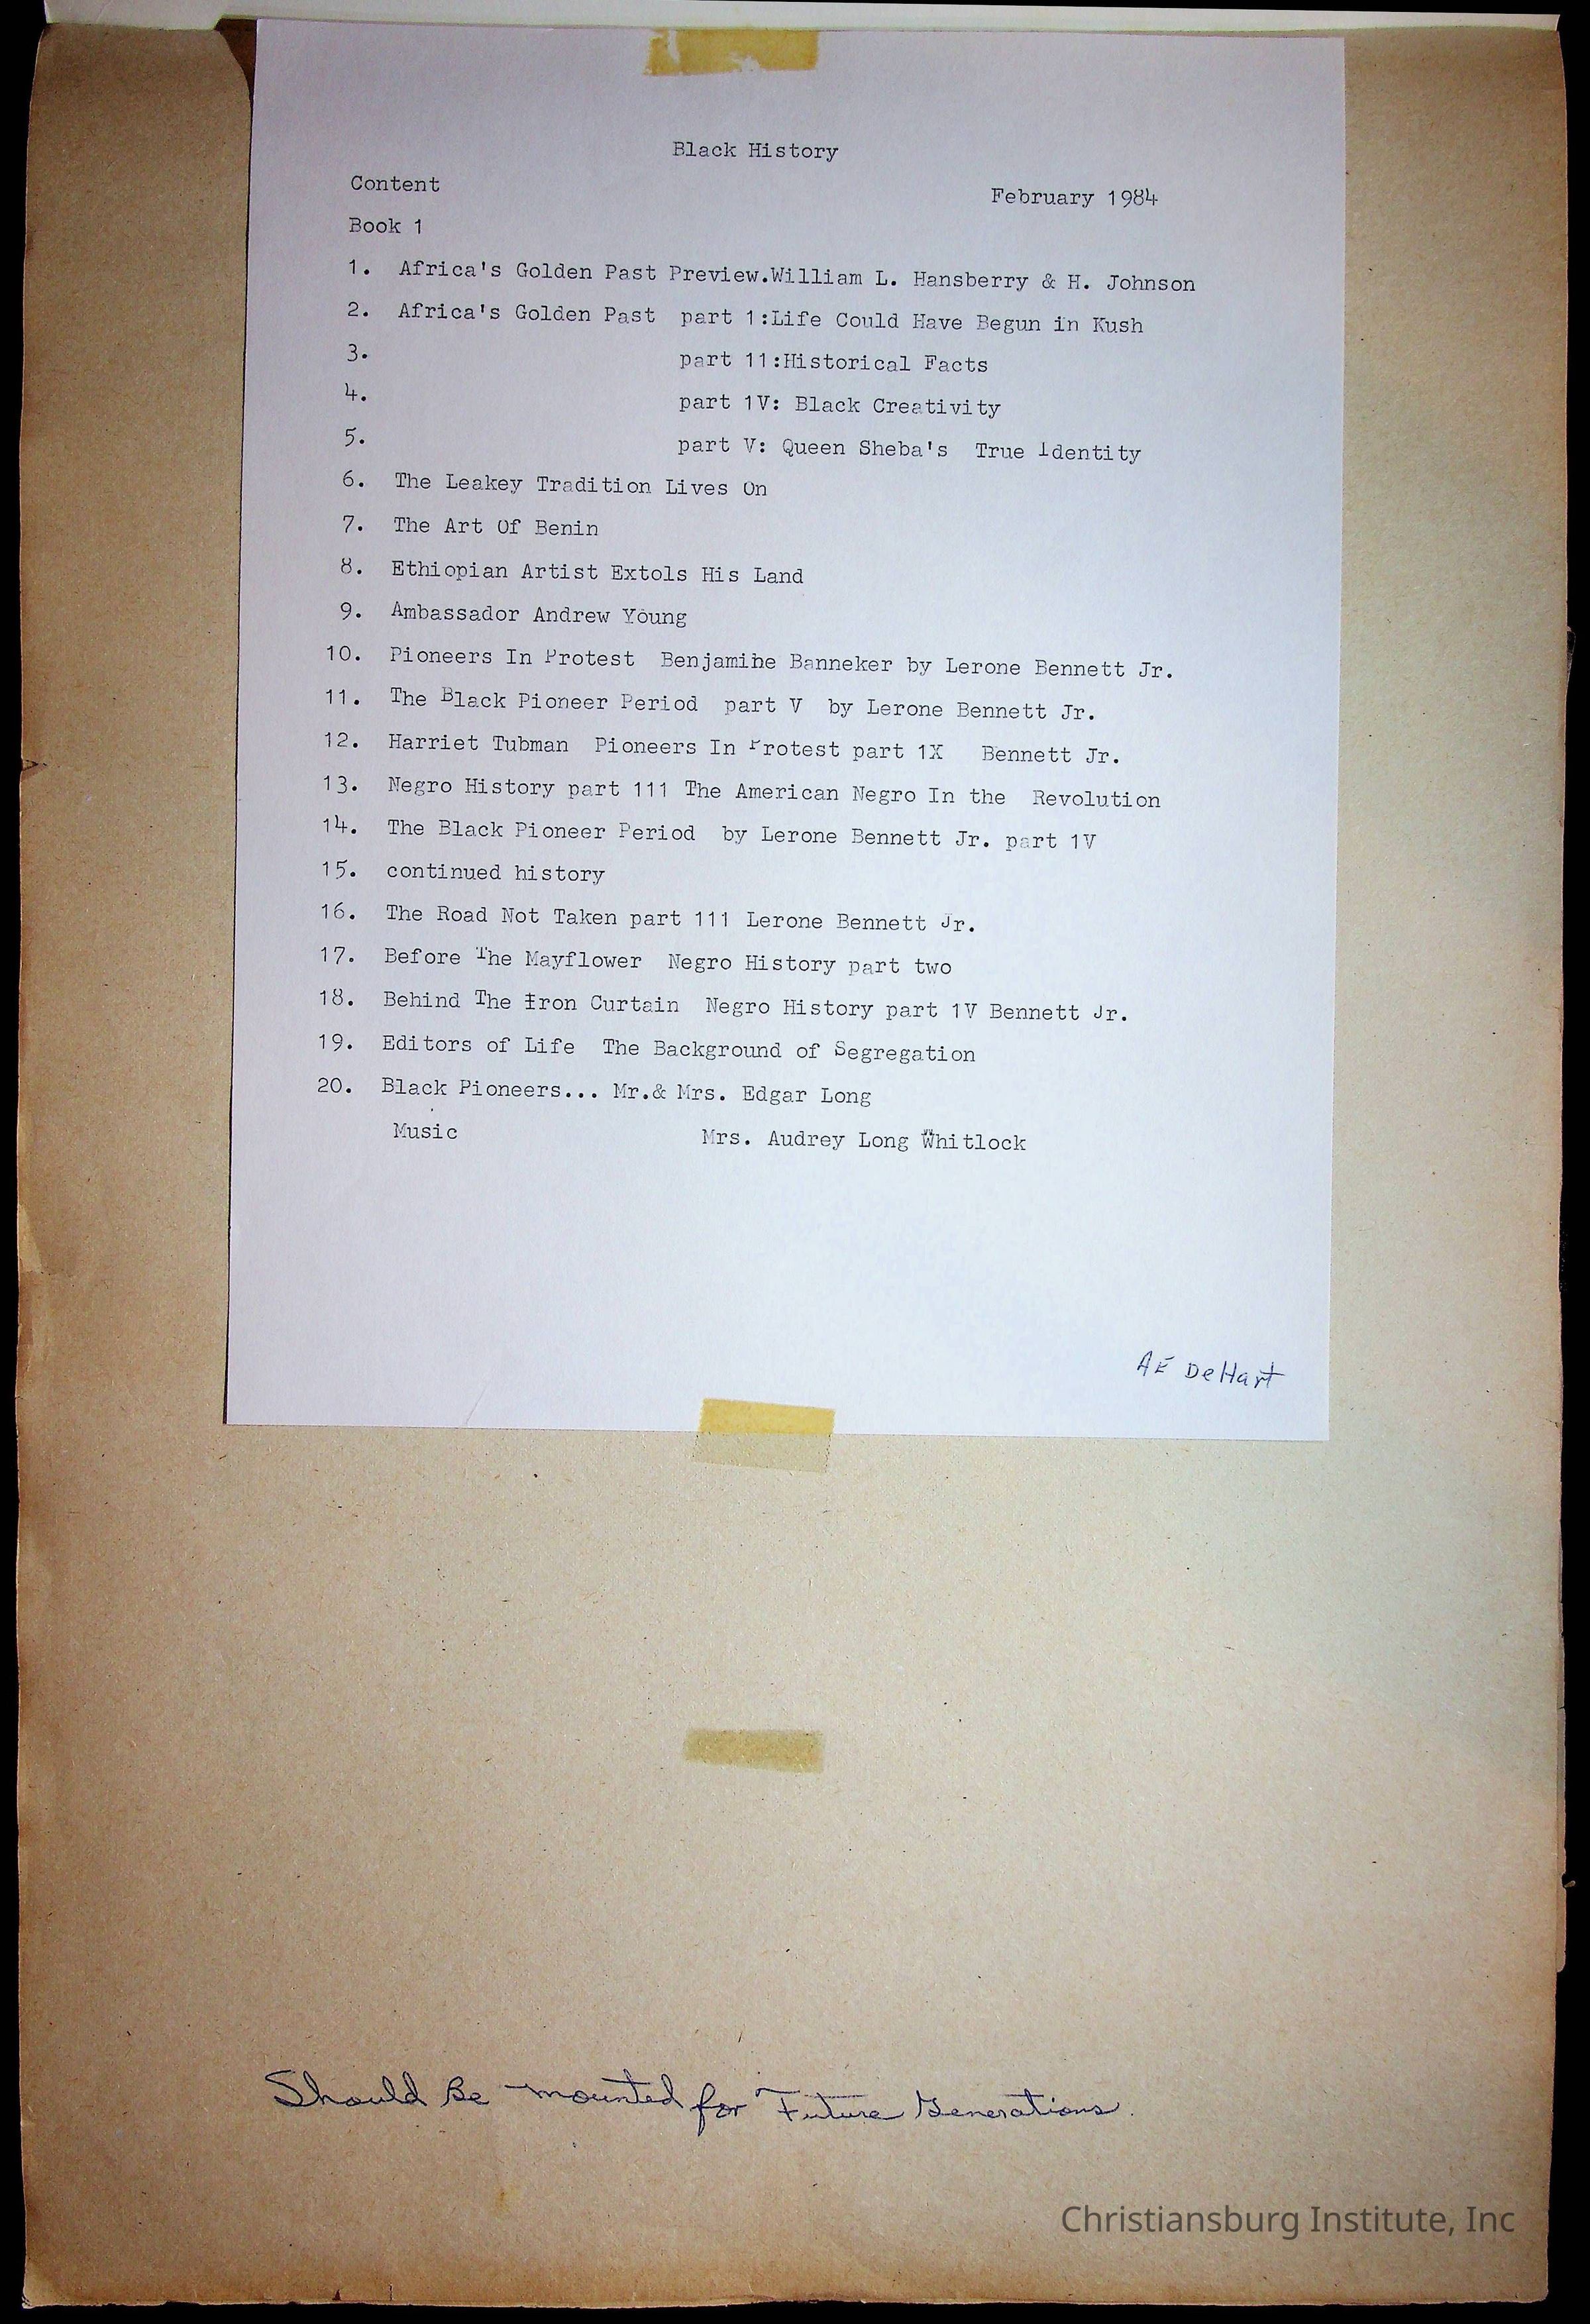 Black History
Content
February 1984
Book 1
1. Africa's Golden Past Preview.William L. Hansberry & H. Johnson
2. Africa's Golden Past part 1:Life Could Have Begun in Kush
3. part 11:Historical Facts
4. part 1V: Black Creativity
5. part V: Queen Sheba's True Identity
6. The Leakey Tradition Lives On
7. The Art Of Benin
8. Ethiopian Artist Extols His Land
9. Ambassador Andrew Young
10. Pioneers In Protest Benjamine Banneker by Lerone Bennett Jr.
11. The Black Pioneer Period part V by Lerone Bennett Jr.
12. Harriet Tubman Pioneers In Protest part 1X Bennett Jr.
13. Negro History part 111 The American Negro In the Revolution
14. The Black Pioneer Period by Lerone Bennett Jr. part 1V
15. continued history
16. The Road Not Taken part 111 Lerone Bennett Jr.
17. Before The Mayflower Negro History part two
18. Behind The Iron Curtain Negro History part 1V Bennett Jr.
19. Editors of Life The Background of Segregation
20. Black Pioneers... Mr.& Mrs. Edgar Long
Music Mrs. Audrey Long Whitlock
AE DeHart
Should Be mounted for Future Generations.
Christiansburg Institute, Inc